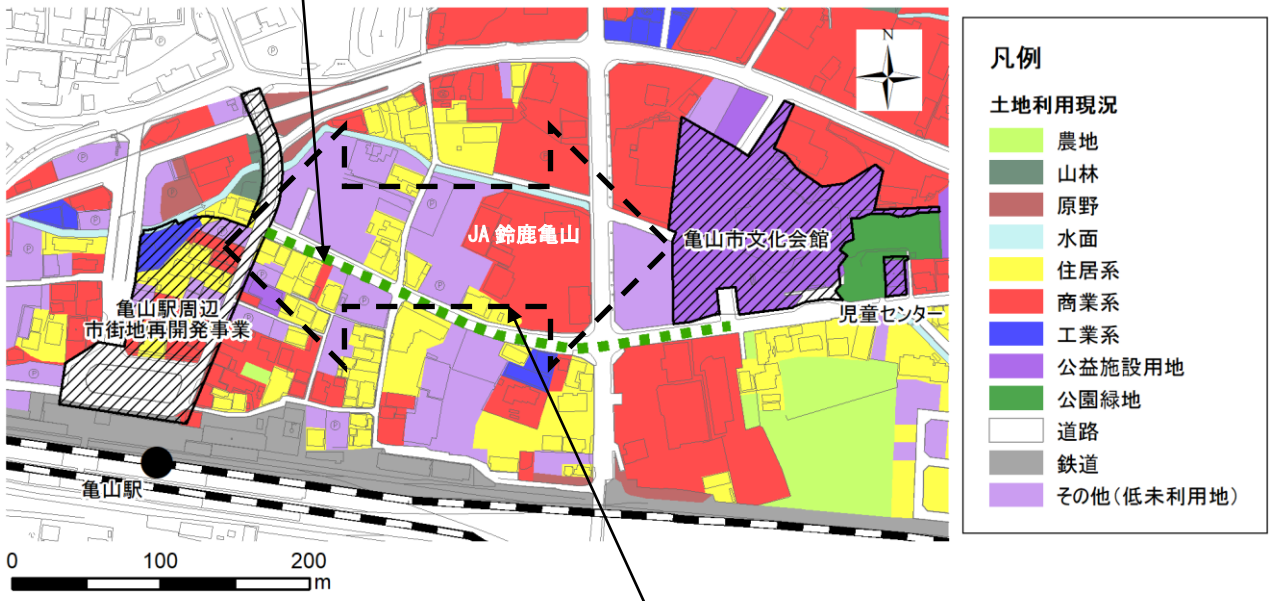 N
JA 鈴鹿亀山
亀山市文化会館
児童センター
亀山駅周辺
市街地再開発事業
亀山駅
0 100 200
m
凡例
土地利用現況
農地
山林
原野
水面
住居系
商業系
工業系
公益施設用地
公園緑地
道路
鉄道
その他(低未利用地)